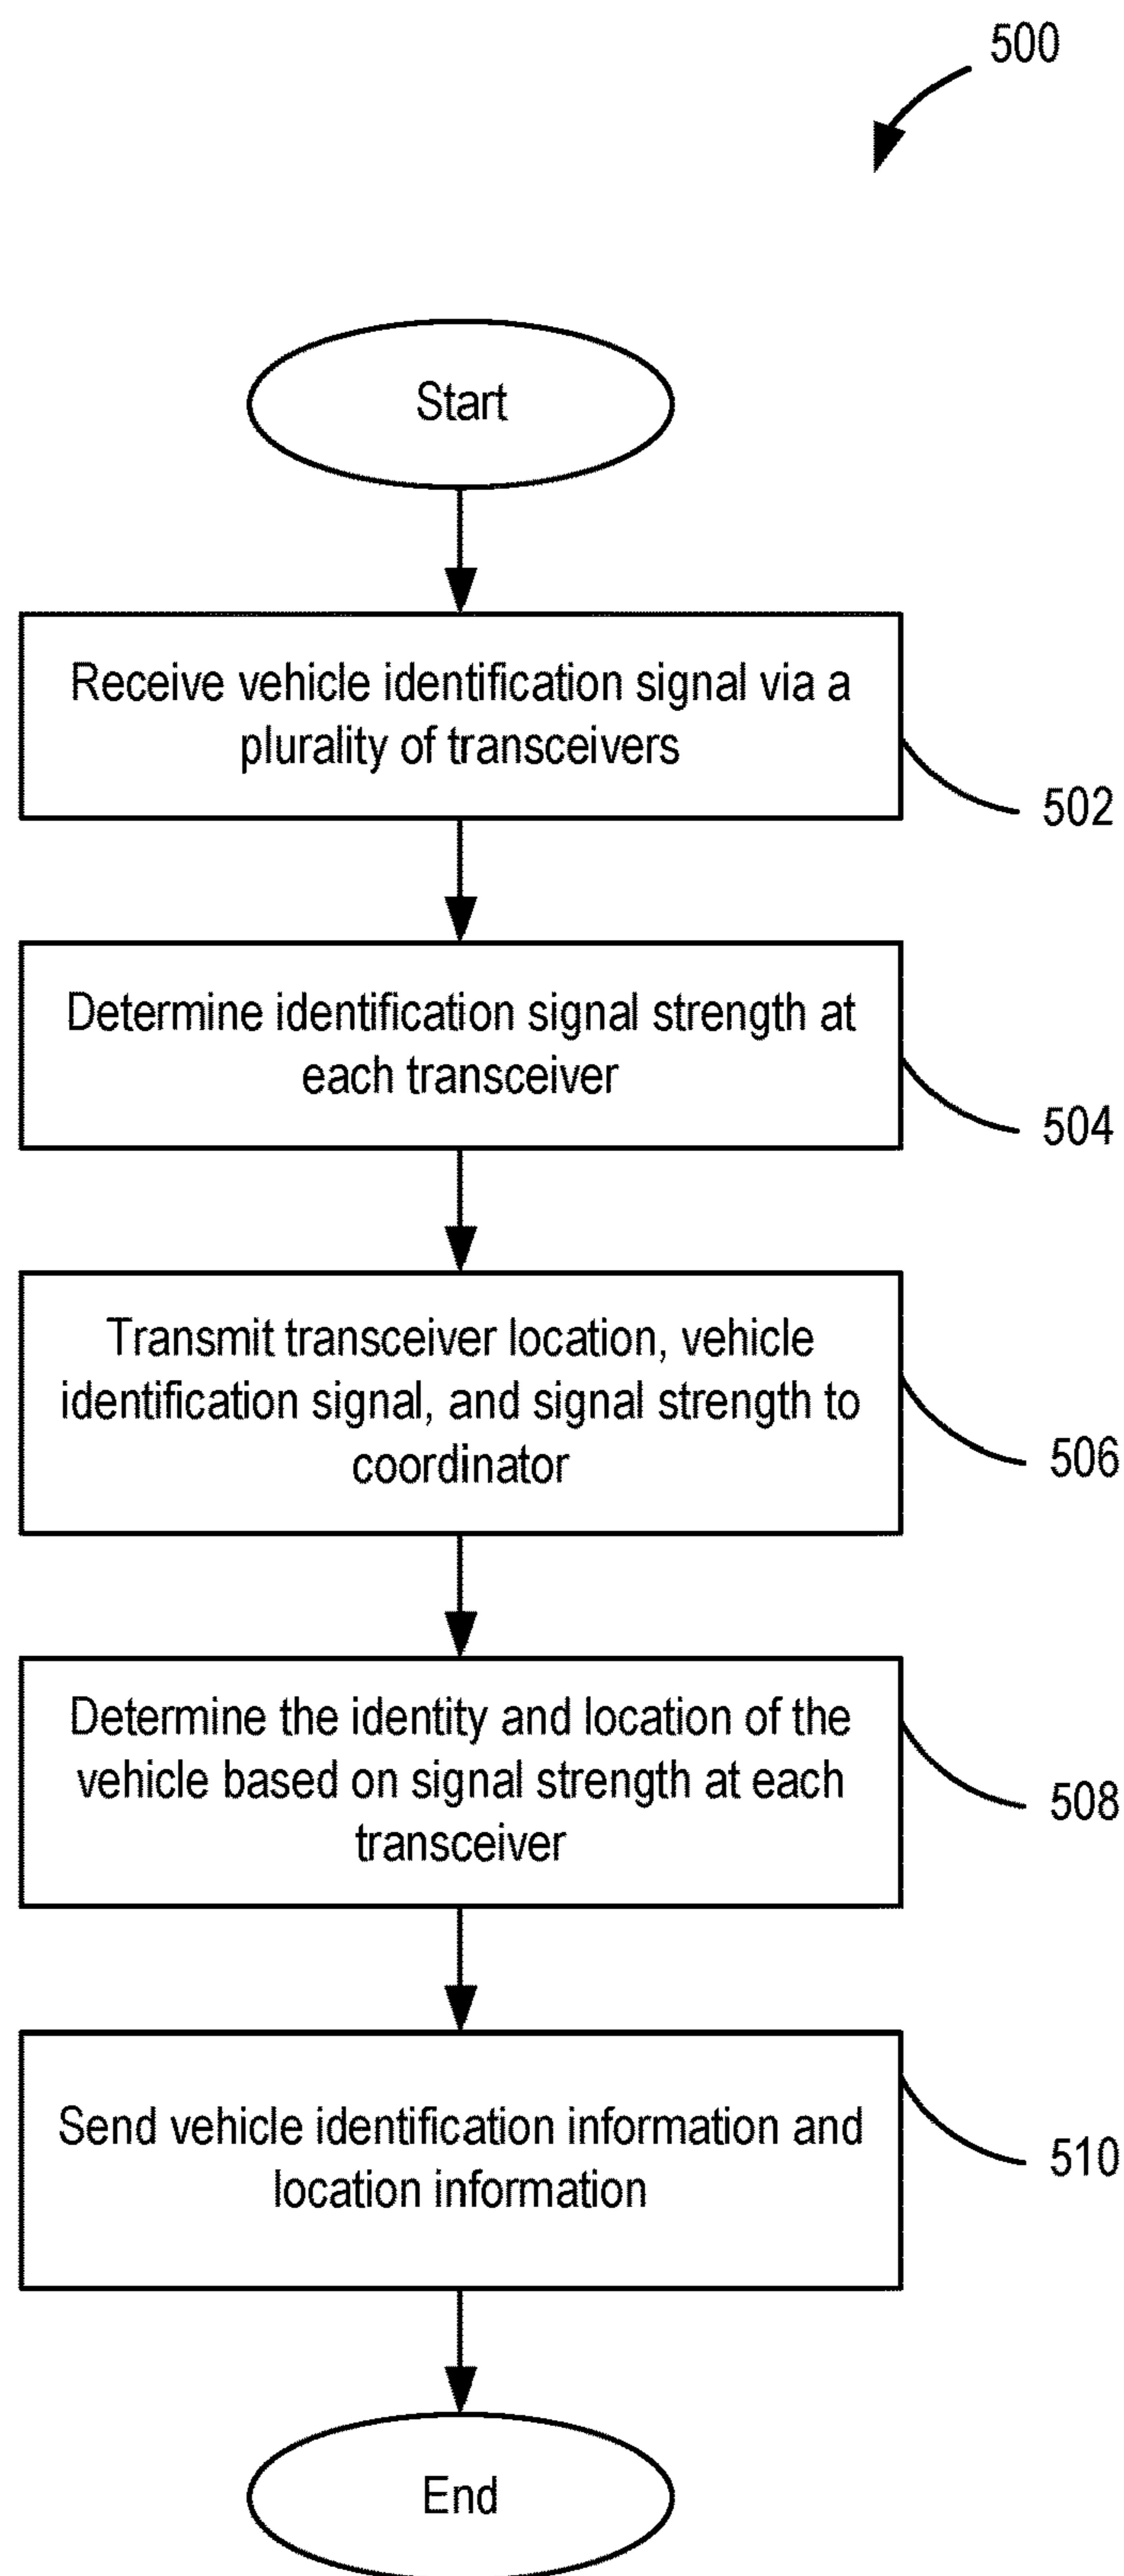 500
Start
Receive vehicle identification signal via a
plurality of transceivers
502
Determine identification signal strength at
each transceiver
504
Transmit transceiver location, vehicle
identification signal, and signal strength to
coordinator
506
Determine the identity and location of the
vehicle based on signal strength at each
transceiver
508
Send vehicle identification information and
location information
510
End